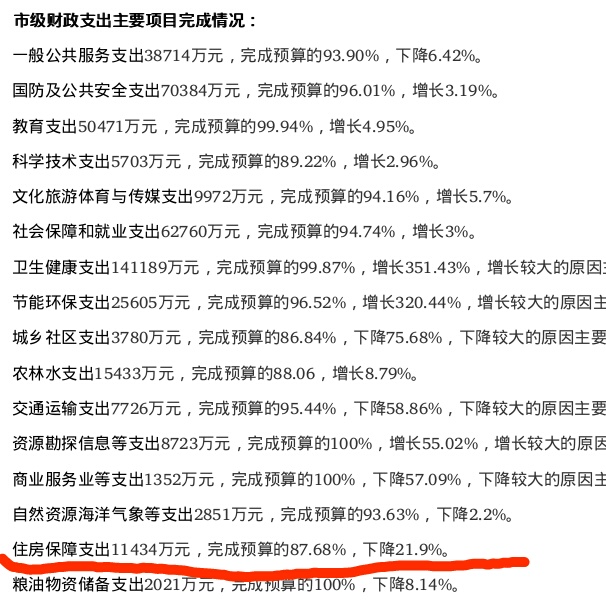 市级财政支出主要项目完成情况：
一般公共服务支出38714万元，完成预算的93.90%，下降6.42%。
国防及公共安全支出70384万元，完成预算的96.01%，增长3.19%。
教育支出50471万元，完成预算的99.94%，增长4.95%。
科学技术支出5703万元，完成预算的89.22%，增长2.96%。
文化旅游体育与传媒支出9972万元，完成预算的94.16%，增长5.7%。
社会保障和就业支出62760万元，完成预算的94.74%，增长3%。
卫生健康支出141189万元，完成预算的99.87%，增长351.43%，增长较大的原因
节能环保支出25605万元，完成预算的96.52%，增长320.44%，增长较大的原因主
城乡社区支出3780万元，完成预算的86.84%，下降75.68%，下降较大的原因主要
农林水支出15433万元，完成预算的88.06，增长8.79%。
交通运输支出7726万元，完成预算的95.44%，下降58.86%，下降较大的原因主要
资源勘探信息等支出8723万元，完成预算的100%，增长55.02%，增长较大的原因
商业服务业等支出1352万元，完成预算的100%，下降57.09%，下降较大的原因主
自然资源海洋气象等支出2851万元，完成预算的93.63%，下降2.2%。
住房保障支出11434万元，完成预算的87.68%，下降21.9%。
粮油物资储备支出2021万元，完成预算的100%，下降8.14%。